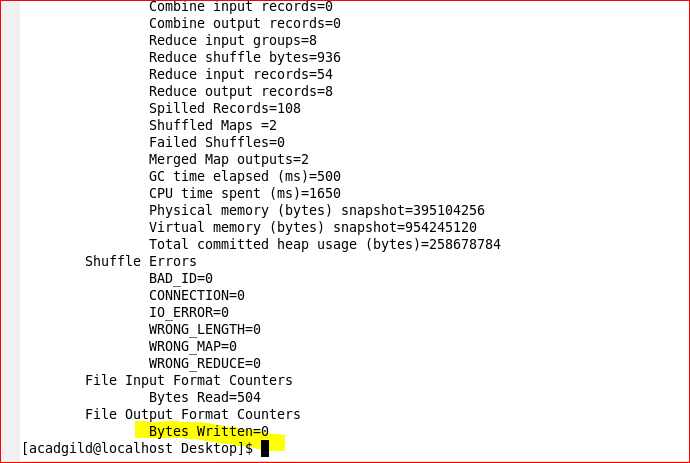 Combine input records=0
Combine output records=0
Reduce input groups=8
Reduce shuffle bytes=936
Reduce input records=54
Reduce output records=8
Spilled Records=108
Shuffled Maps =2
Failed Shuffles=0
Merged Map outputs=2
GC time elapsed (ms)=500
CPU time spent (ms)=1650
Physical memory (bytes) snapshot=395104256
Virtual memory (bytes) snapshot=954245120
Total committed heap usage (bytes)=258678784
Shuffle Errors
BAD_ID=0
CONNECTION=0
IO_ERROR=0
WRONG_LENGTH=0
WRONG_MAP=0
WRONG_REDUCE=0
File Input Format Counters
Bytes Read=504
File Output Format Counters
Bytes Written=0
[acadgild@localhost Desktop]$